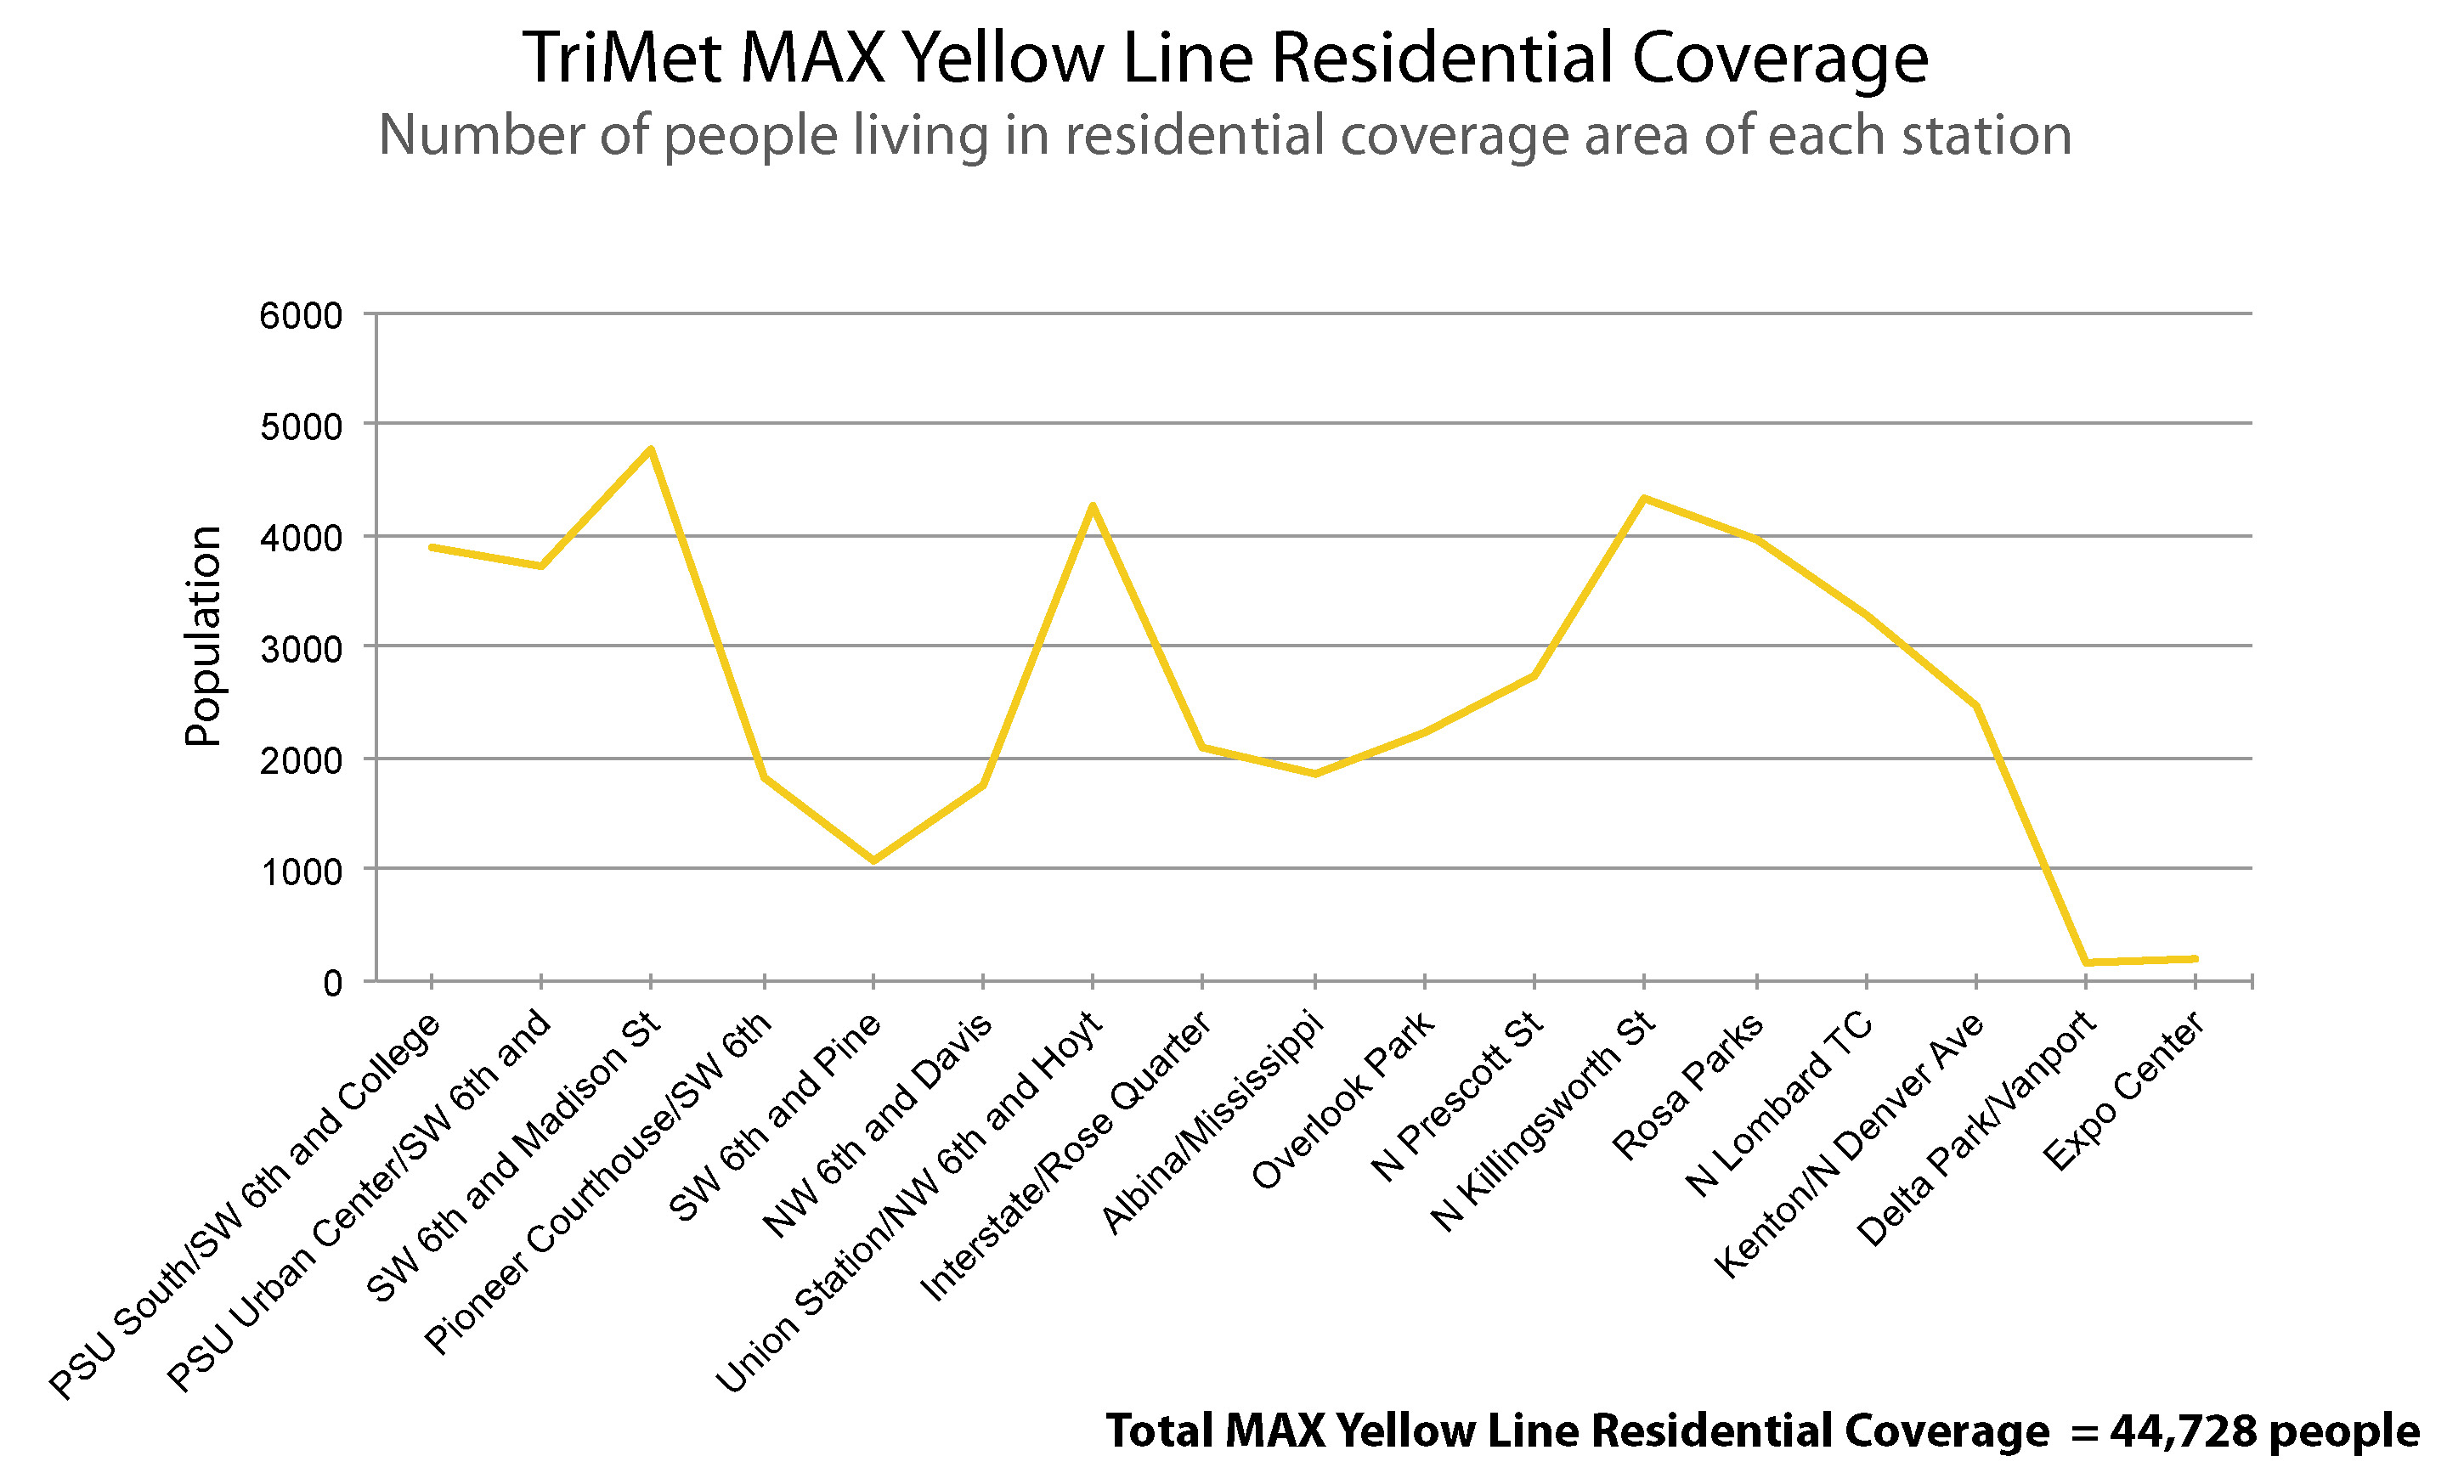 TriMet MAX Yellow Line Residential Coverage
Number of people living in residential coverage area of each station
Population
6000
5000
4000
3000
2000
1000
0
PSU South/SW 6th and College
PSU Urban Center/SW 6th and
SW 6th and Madison St
Pioneer Courthouse/SW 6th
SW 6th and Pine
NW 6th and Davis
Union Station/NW 6th and Hoyt
Interstate/Rose Quarter
Albina/Mississippi
Overlook Park
N Prescott St
N Killingsworth St
Rosa Parks
N Lombard TC
Kenton/N Denver Ave
Delta Park/Vanport
Expo Center
Total MAX Yellow Line Residential Coverage = 44,728 people